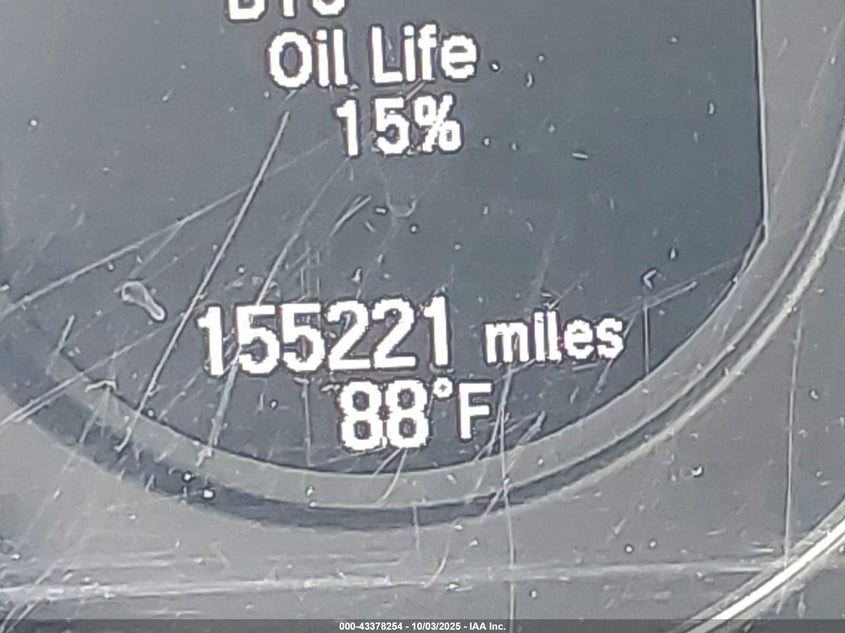 Oil Life
15%
155221 miles
88°F
000-43378254 - 10/03/2025 - IAA Inc.